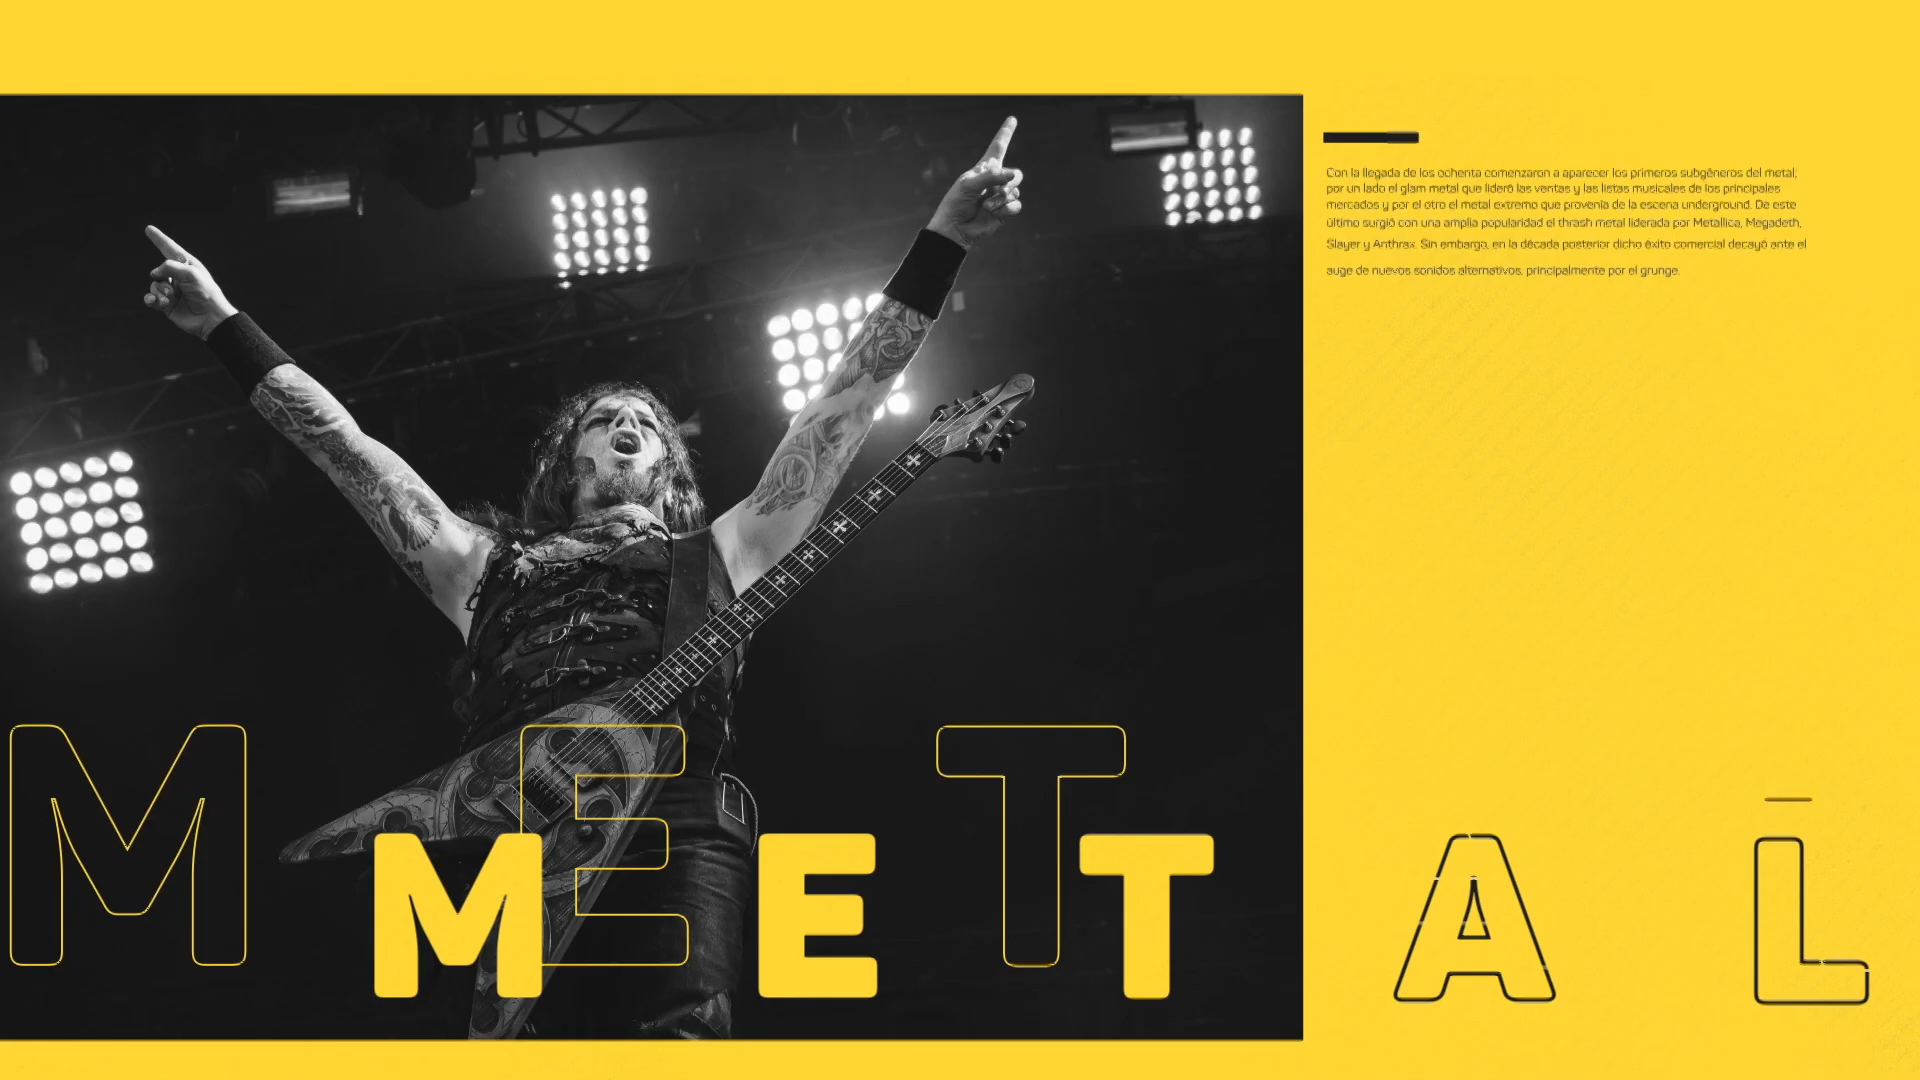 Con la llegada de los ochenta comenzaron a aparecer los primeros subgéneros del metal;
por un lado el glam metal que lideró las ventas y las listas musicales de los principales
mercados y por el otro el metal extremo que provenía de la escena underground. De este
último surgió con una amplia popularidad el thrash metal liderada por Metallica, Megadeth,
Slayer y Anthrax. Sin embargo, en la década posterior dicho éxito comercial decayó ante el
auge de nuevos sonidos alternativos, principalmente por el grunge.
M E T
M E T A L